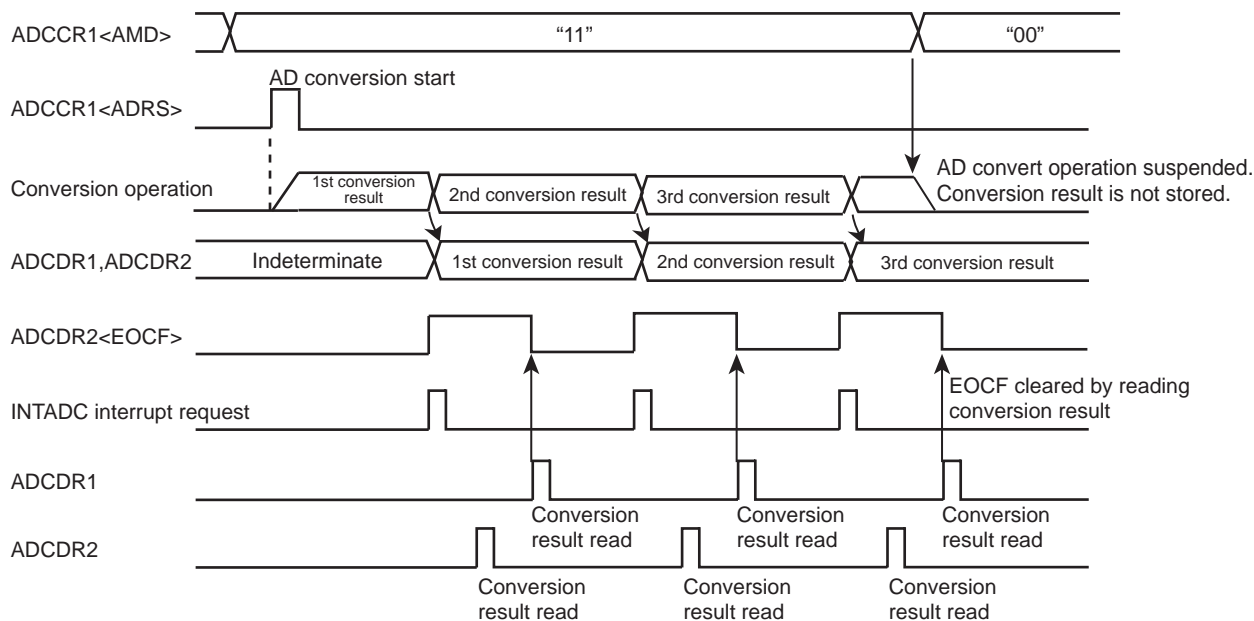 ADCCR1<AMD>
“11”
“00”
AD conversion start
ADCCR1<ADRS>
AD convert operation suspended.
Conversion result is not stored.
Conversion operation
1st conversion
result
2nd conversion result
3rd conversion result
ADCDR1,ADCDR2
Indeterminate
1st conversion result
2nd conversion result
3rd conversion result
ADCDR2<EOCF>
EOCF cleared by reading
conversion result
INTADC interrupt request
ADCDR1
Conversion
result read
Conversion
result read
Conversion
result read
ADCDR2
Conversion
result read
Conversion
result read
Conversion
result read